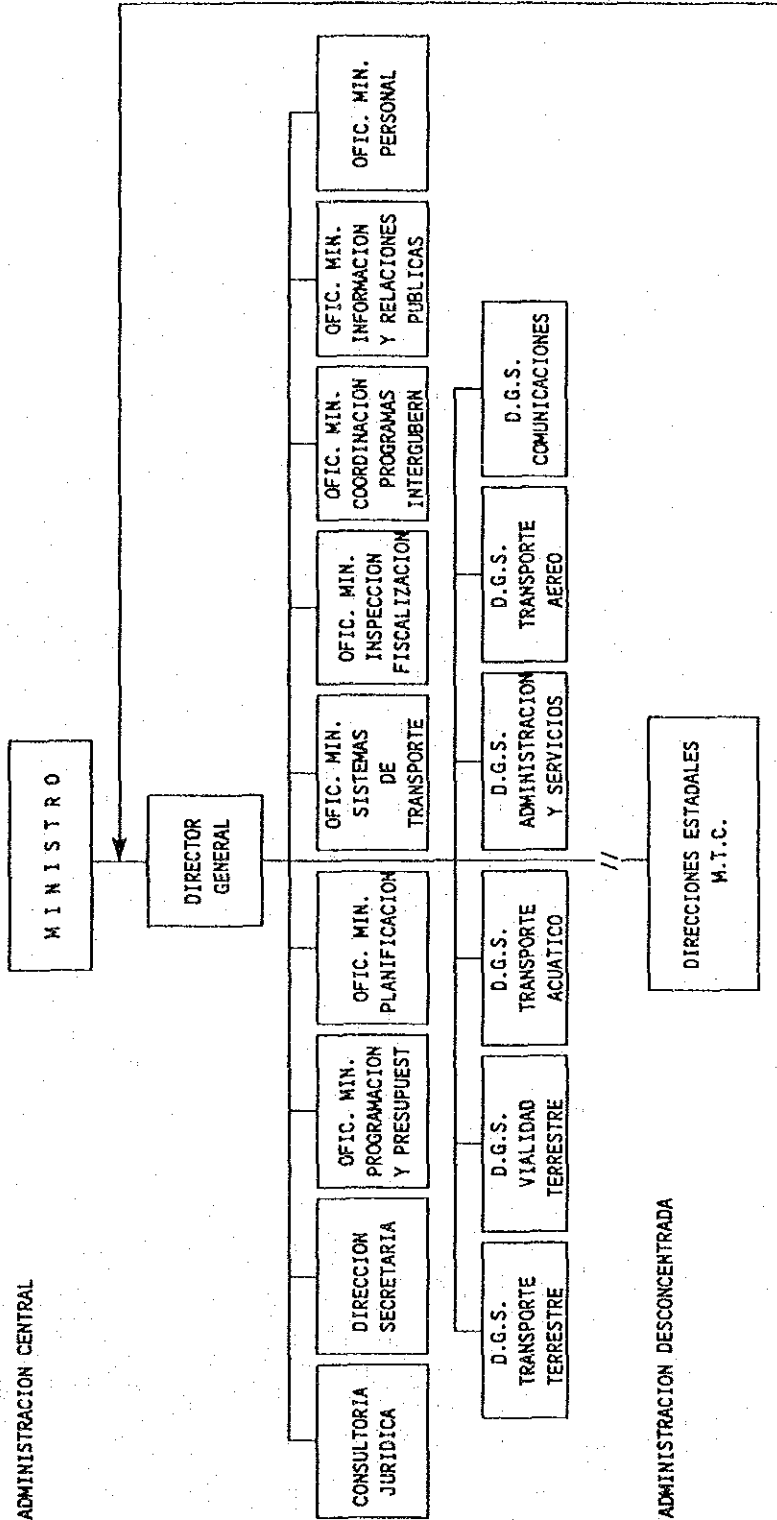 ADMINISTRACION CENTRAL
M I N I S T R O
DIRECTOR
GENERAL
CONSULTORIA
JURIDICA
DIRECCION
SECRETARIA
OFIC. MIN.
PROGRAMACION
Y PRESUPUEST
OFIC. MIN.
PLANIFICACION
OFIC. MIN.
SISTEMAS
DE
TRANSPORTE
OFIC. MIN.
INSPECCION
FISCALIZACION
OFIC. MIN.
COORDINACION
PROGRAMAS
INTERGUBERN
OFIC. MIN.
INFORMACION
Y RELACIONES
PUBLICAS
OFIC. MIN.
PERSONAL
D.G.S.
TRANSPORTE
TERRESTRE
D.G.S.
VIALIDAD
TERRESTRE
D.G.S.
TRANSPORTE
ACUATICO
D.G.S.
ADMINISTRACION
Y SERVICIOS
D.G.S.
TRANSPORTE
AEREO
D.G.S.
COMUNICACIONES
ADMINISTRACION DESCONCENTRADA
DIRECCIONES ESTADALES
M.T.C.